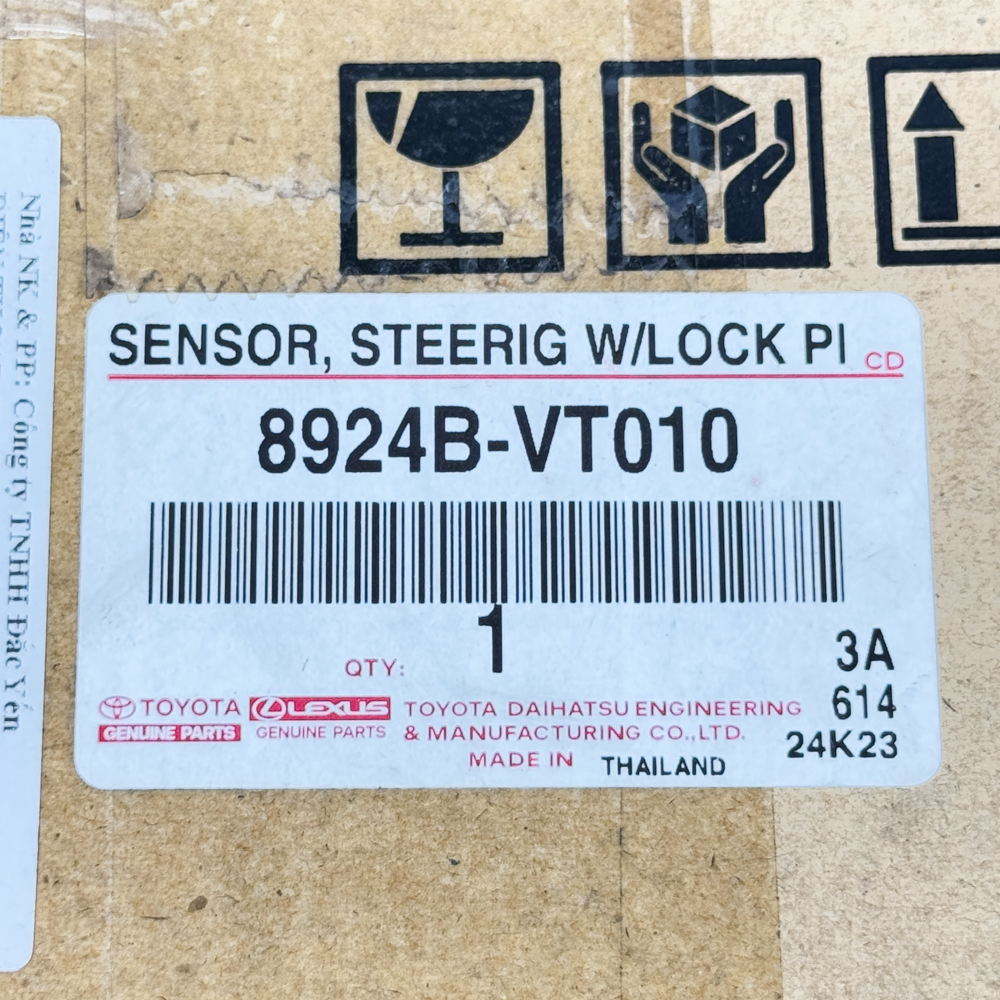 SENSOR, STEERIG W/LOCK PI CD
8924B-VT010
1
QTY:
3A
614
24K23
TOYOTA
GENUINE PARTS
LEXUS
GENUINE PARTS
TOYOTA DAIHATSU ENGINEERING
& MANUFACTURING CO.,LTD.
MADE IN THAILAND
Nhà NK & PP: Công ty TNHH Đắc Yến